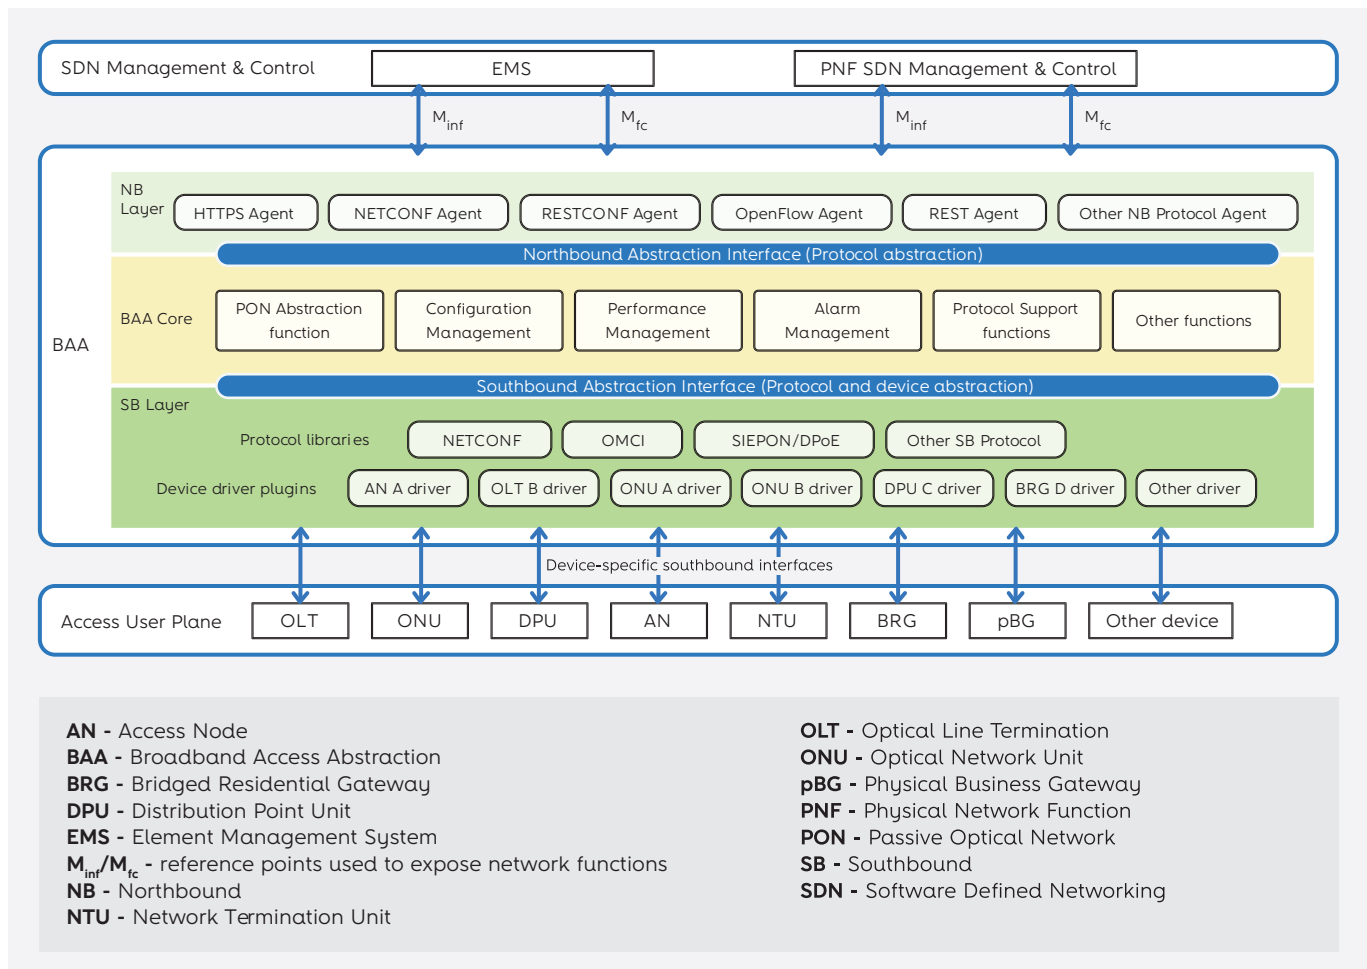 SDN Management & Control
EMS
PNF SDN Management & Control
Minf
Mfc
Minf
Mfc
BAA
NB
Layer
HTTPS Agent
NETCONF Agent
RESTCONF Agent
OpenFlow Agent
REST Agent
Other NB Protocol Agent
Northbound Abstraction Interface (Protocol abstraction)
BAA Core
PON Abstraction
function
Configuration
Management
Performance
Management
Alarm
Management
Protocol Support
functions
Other functions
Southbound Abstraction Interface (Protocol and device abstraction)
SB Layer
Protocol libraries
NETCONF
OMCI
SIEPON/DPoE
Other SB Protocol
Device driver plugins
AN A driver
OLT B driver
ONU A driver
ONU B driver
DPU C driver
BRG D driver
Other driver
Device-specific southbound interfaces
Access User Plane
OLT
ONU
DPU
AN
NTU
BRG
pBG
Other device
AN - Access Node
BAA - Broadband Access Abstraction
BRG - Bridged Residential Gateway
DPU - Distribution Point Unit
EMS - Element Management System
Minf/Mfc - reference points used to expose network functions
NB - Northbound
NTU - Network Termination Unit
OLT - Optical Line Termination
ONU - Optical Network Unit
pBG - Physical Business Gateway
PNF - Physical Network Function
PON - Passive Optical Network
SB - Southbound
SDN - Software Defined Networking